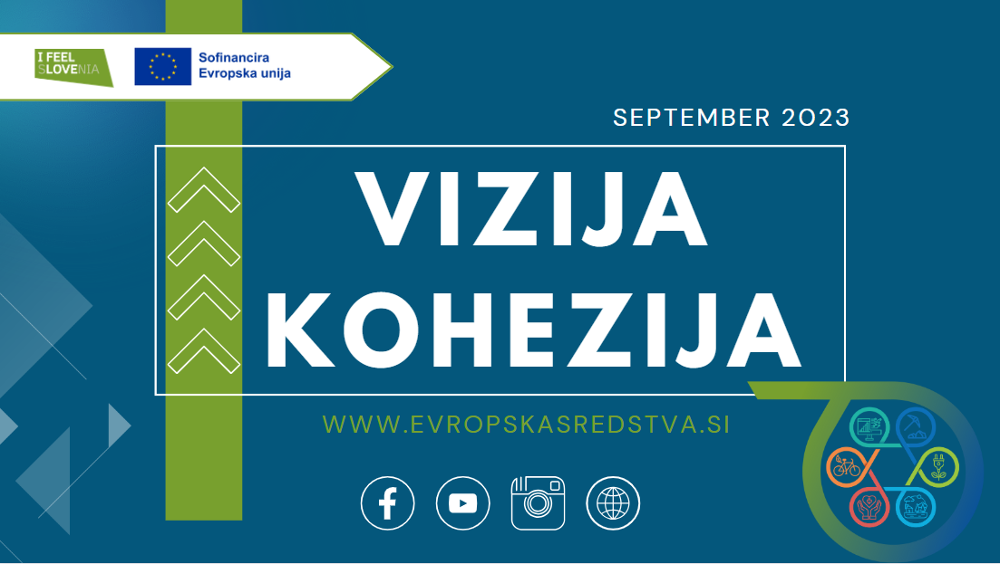 I FEEL
SLOVENIA
Sofinancira
Evropska unija
SEPTEMBER 2023
VIZIJA
KOHEZIJA
WWW.EVROPSKASREDSTVA.SI